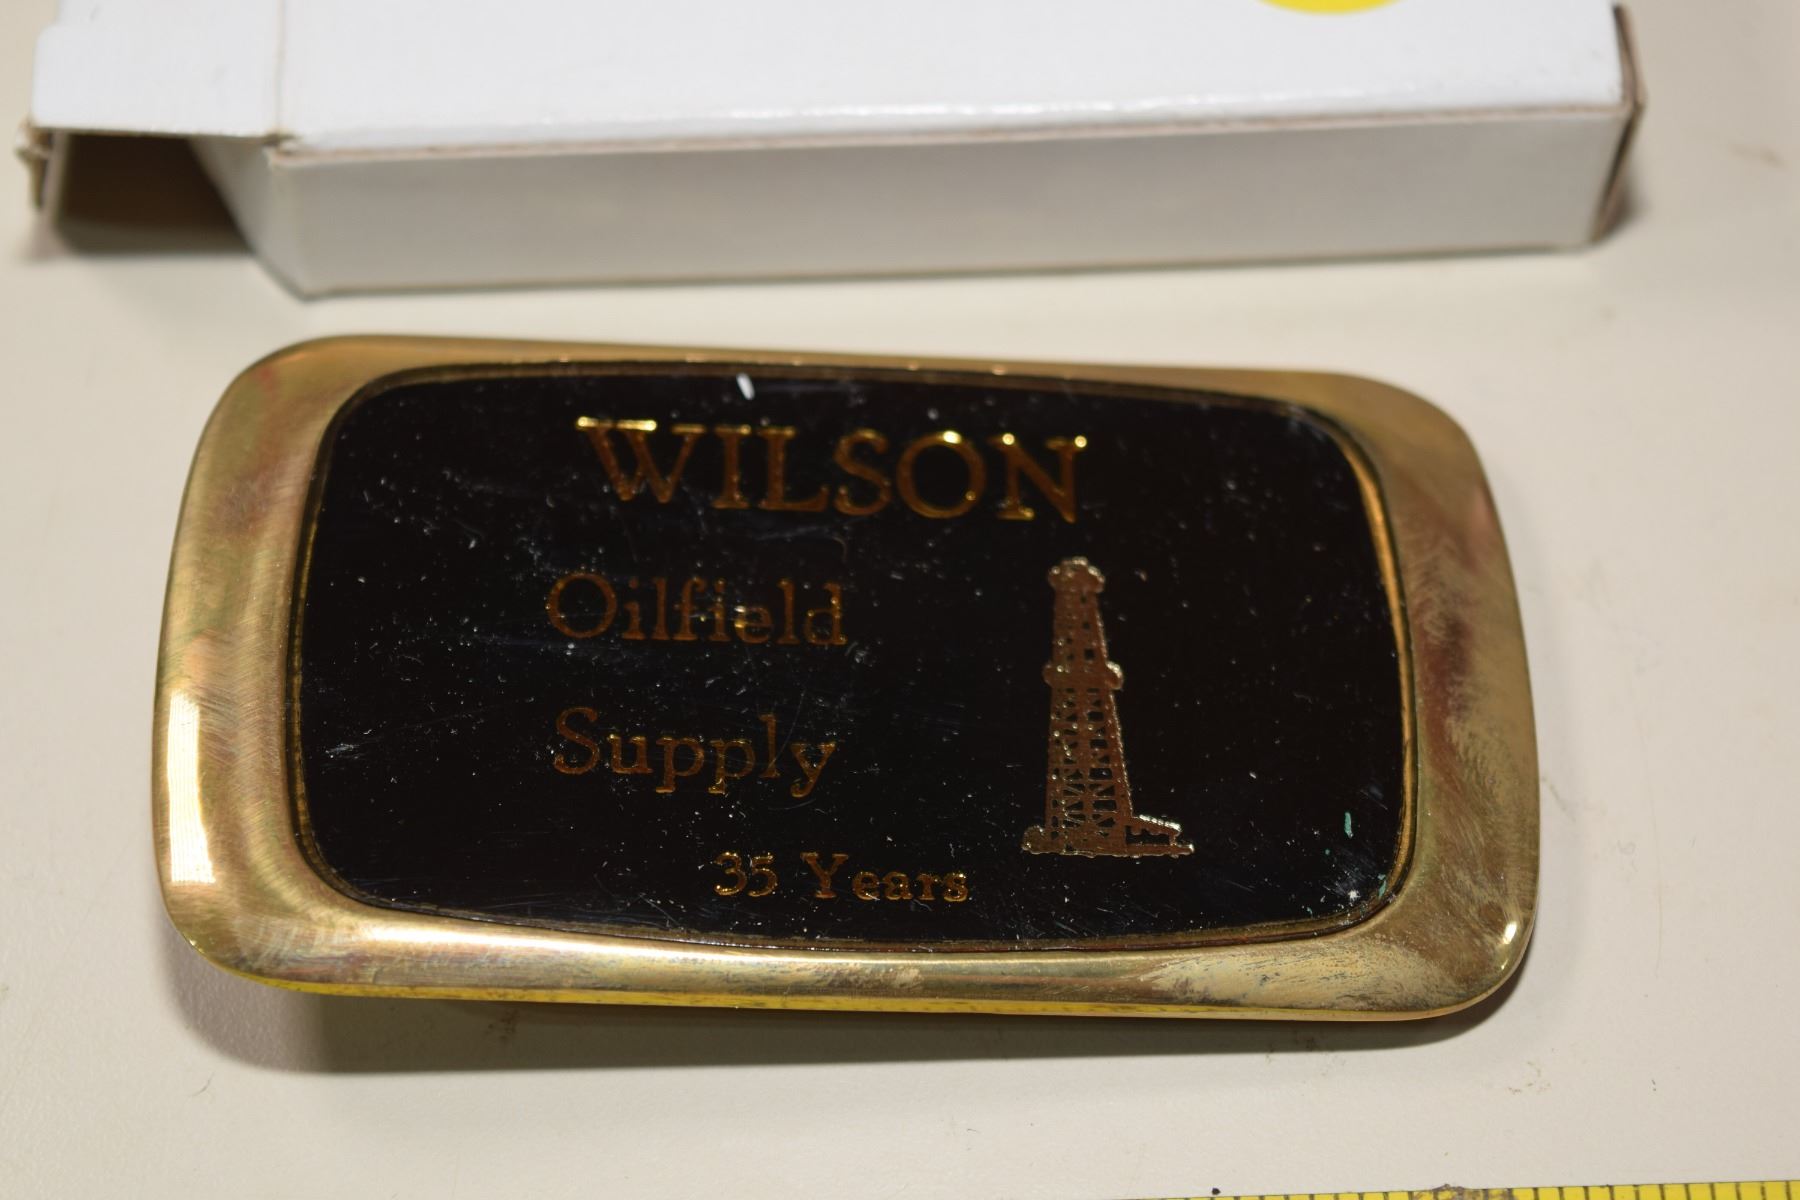 WILSON
Oilfield
Supply
35 Years